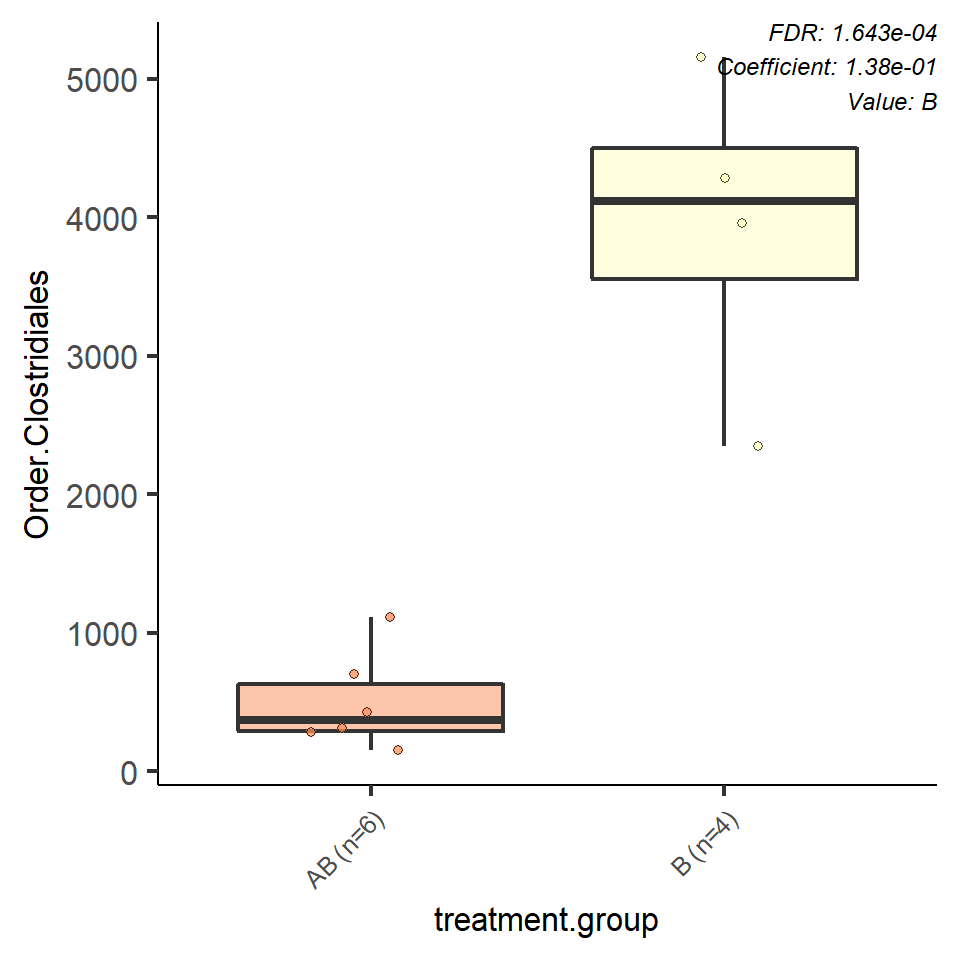 FDR: 1.643e-04
Coefficient: 1.38e-01
Value: B
5000
4000
3000
2000
1000
0
Order.Clostridiales
AB (n=6)
B (n=4)
treatment.group